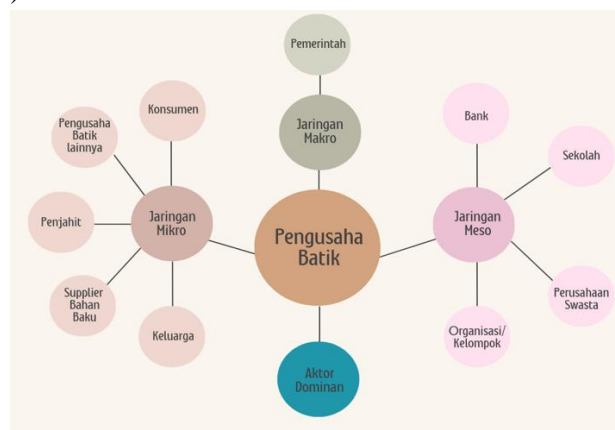 )
Pemerintah
Jaringan
Makro
Konsumen
Pengusaha
Batik
lainnya
Penjahit
Supplier
Bahan
Baku
Keluarga
Jaringan
Mikro
Pengusaha
Batik
Aktor
Dominan
Jaringan
Meso
Bank
Sekolah
Perusahaan
Swasta
Organisasi/
Kelompok